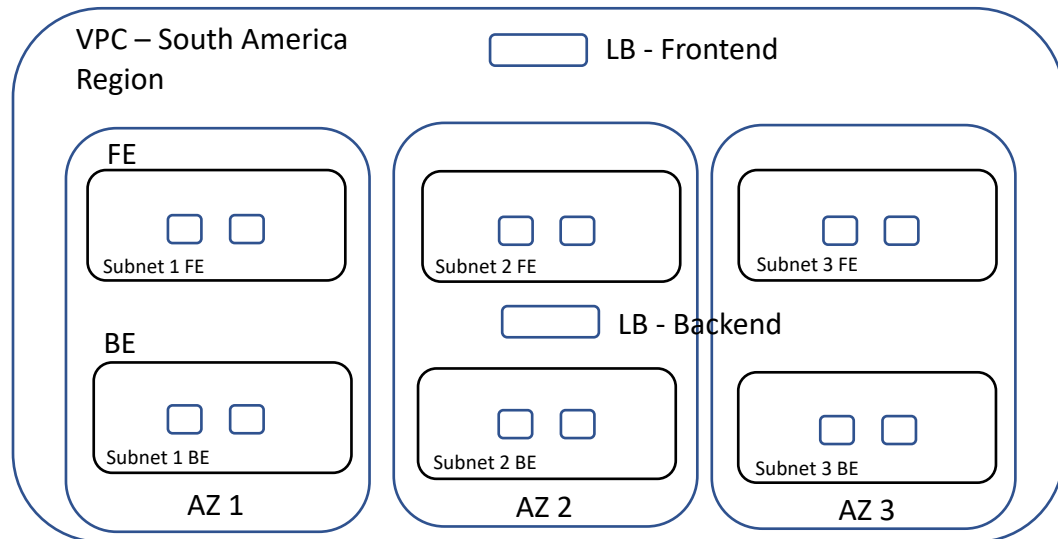 VPC – South America
Region
LB - Frontend
FE
Subnet 1 FE
Subnet 2 FE
Subnet 3 FE
LB - Backend
BE
Subnet 1 BE
Subnet 2 BE
Subnet 3 BE
AZ 1
AZ 2
AZ 3